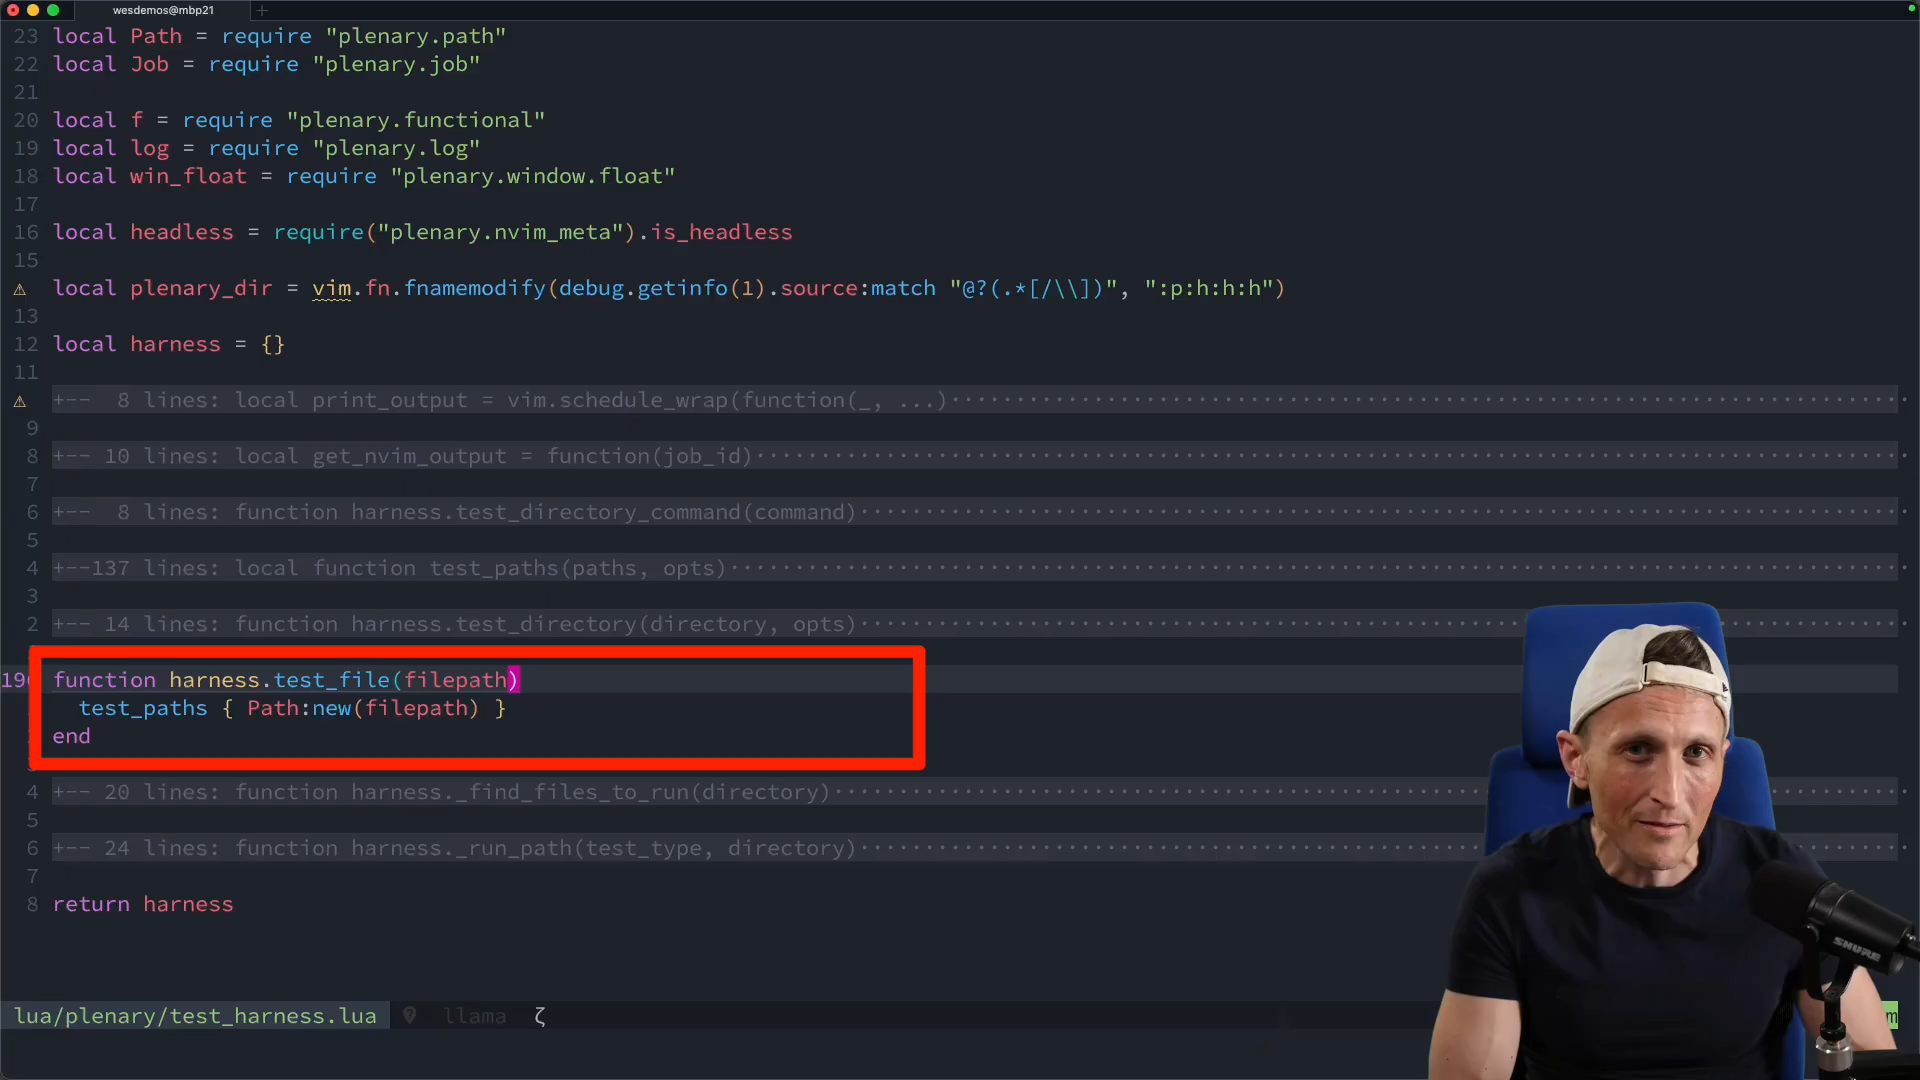 wesdemos@mbp21
23 local Path = require "plenary.path"
22 local Job = require "plenary.job"
21
20 local f = require "plenary.functional"
19 local log = require "plenary.log"
18 local win_float = require "plenary.window.float"
17
16 local headless = require("plenary.nvim_meta").is_headless
15
local plenary_dir = vim.fn.fnamemodify(debug.getinfo(1).source:match "@?(.*[/\\])", ":p:h:h:h")
13
12 local harness = {}
11
+-- 8 lines: local print_output = vim.schedule_wrap(function(_, ...)
9
8 +-- 10 lines: local get_nvim_output = function(job_id)
7
6 +-- 8 lines: function harness.test_directory_command(command)
5
4 +--137 lines: local function test_paths(paths, opts)
3
2 +-- 14 lines: function harness.test_directory(directory, opts)
function harness.test_file(filepath)
test_paths { Path:new(filepath) }
end
4 +-- 20 lines: function harness._find_files_to_run(directory)
5
6 +-- 24 lines: function harness._run_path(test_type, directory)
7
8 return harness
lua/plenary/test_harness.lua llama ζ
SHURE